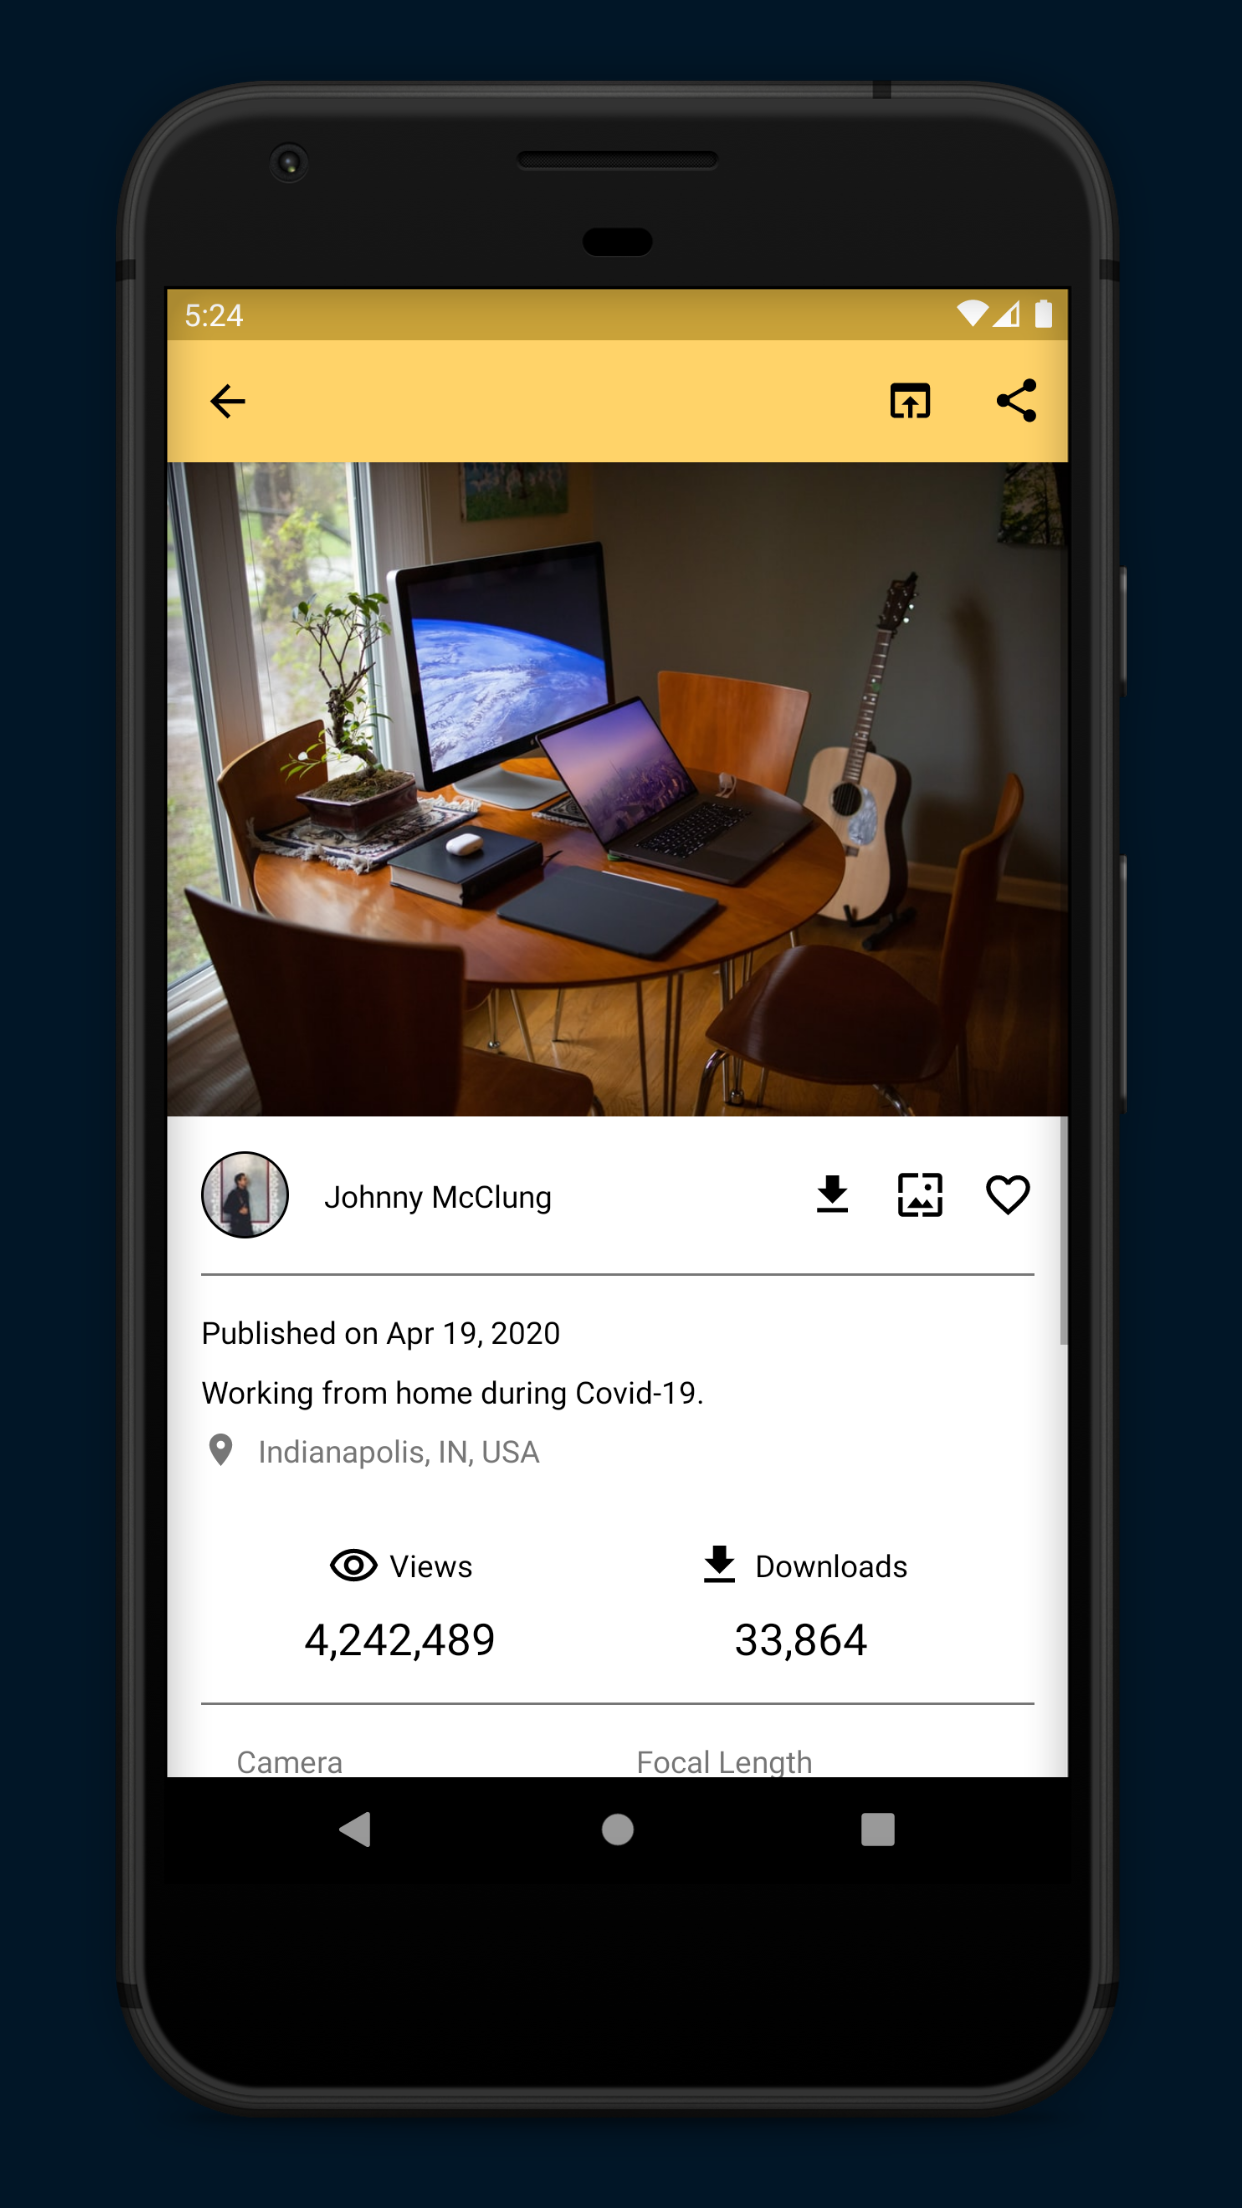 5:24
Johnny McClung
Published on Apr 19, 2020
Working from home during Covid-19.
Indianapolis, IN, USA
Views
Downloads
4,242,489
33,864
Camera
Focal Length